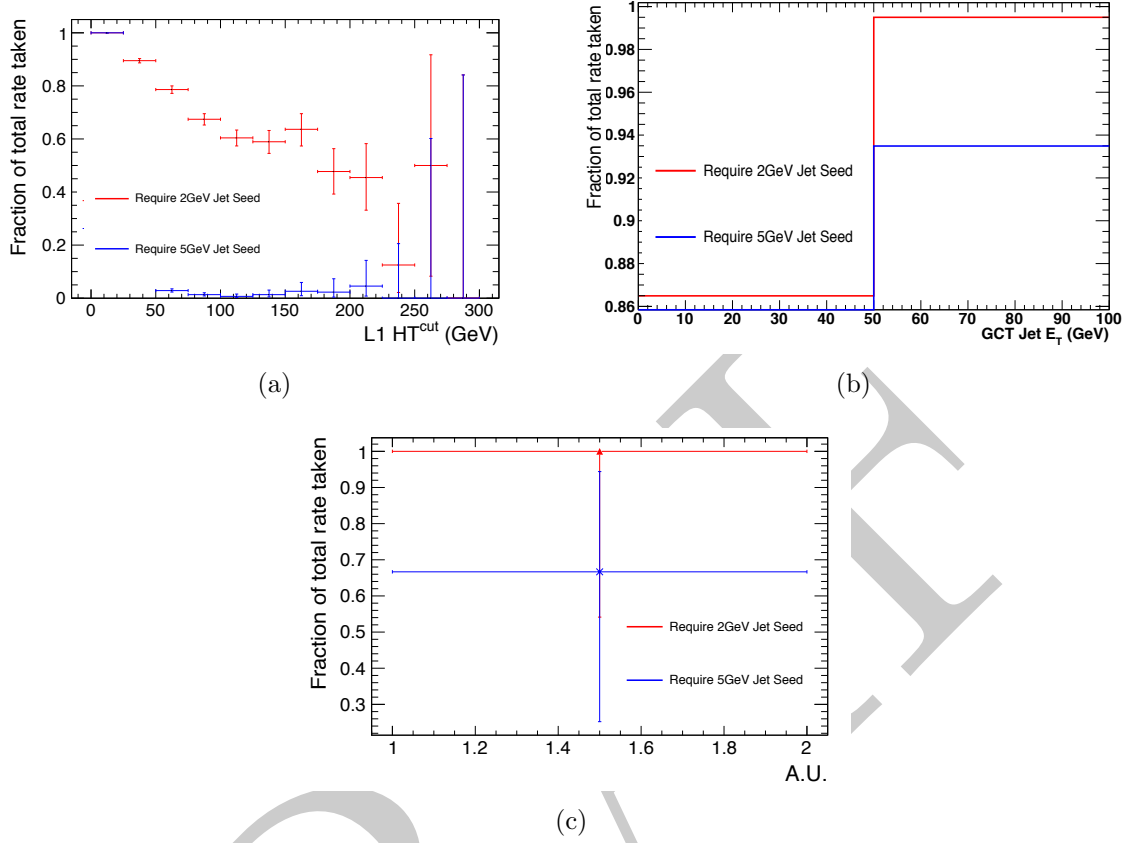 Fraction of total rate taken
1
0.8
0.6
0.4
0.2
0
Require 2GeV Jet Seed
Require 5GeV Jet Seed
0 50 100 150 200 250 300
L1 HT^cut (GeV)
(a)
Fraction of total rate taken
1
0.98
0.96
0.94
0.92
0.9
0.88
0.86
Require 2GeV Jet Seed
Require 5GeV Jet Seed
0 10 20 30 40 50 60 70 80 90 100
GCT Jet E_T (GeV)
(b)
Fraction of total rate taken
1
0.9
0.8
0.7
0.6
0.5
0.4
0.3
Require 2GeV Jet Seed
Require 5GeV Jet Seed
1 1.2 1.4 1.6 1.8 2
A.U.
(c)